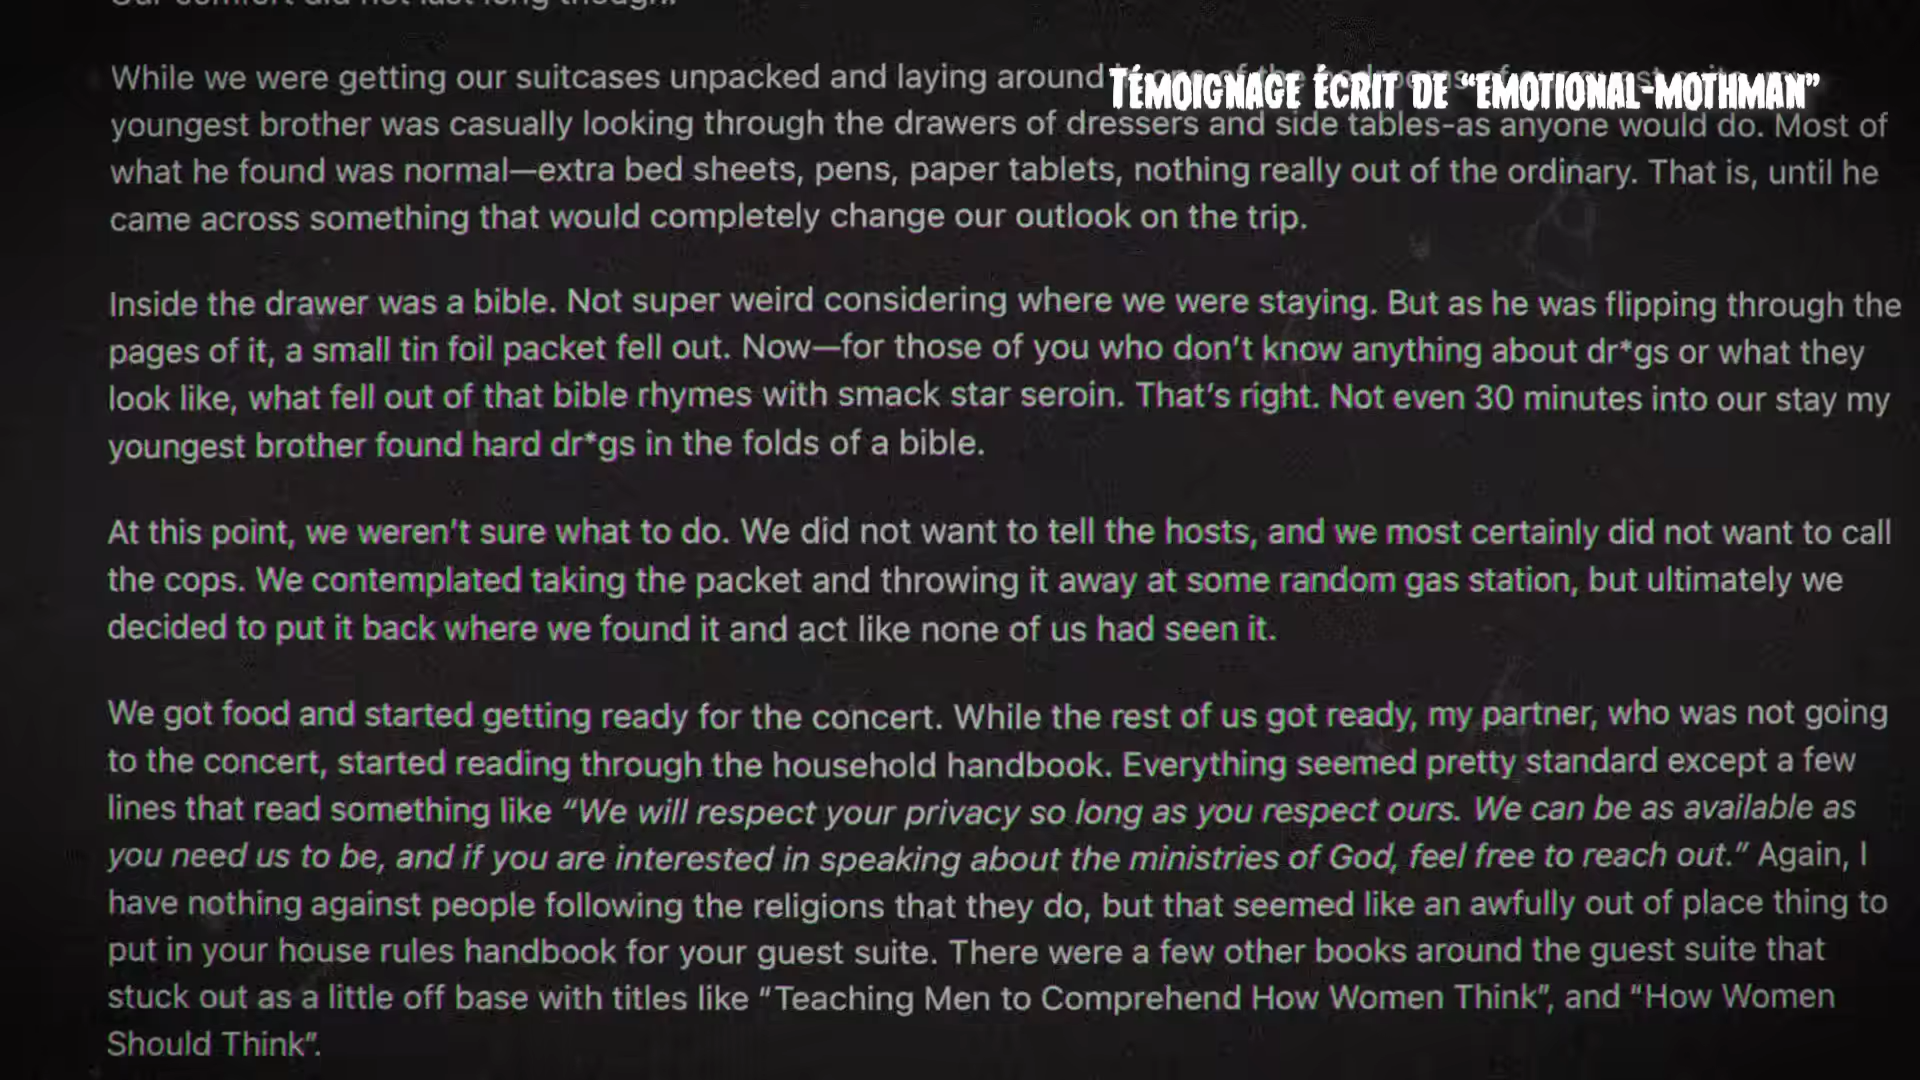 While we were getting our suitcases unpacked and laying around
TÉMOIGNAGE ÉCRIT DE “EMOTIONAL-MOTHMAN”
youngest brother was casually looking through the drawers of dressers and side tables-as anyone would do. Most of
what he found was normal—extra bed sheets, pens, paper tablets, nothing really out of the ordinary. That is, until he
came across something that would completely change our outlook on the trip.
Inside the drawer was a bible. Not super weird considering where we were staying. But as he was flipping through the
pages of it, a small tin foil packet fell out. Now—for those of you who don’t know anything about dr*gs or what they
look like, what fell out of that bible rhymes with smack star seroin. That’s right. Not even 30 minutes into our stay my
youngest brother found hard dr*gs in the folds of a bible.
At this point, we weren’t sure what to do. We did not want to tell the hosts, and we most certainly did not want to call
the cops. We contemplated taking the packet and throwing it away at some random gas station, but ultimately we
decided to put it back where we found it and act like none of us had seen it.
We got food and started getting ready for the concert. While the rest of us got ready, my partner, who was not going
to the concert, started reading through the household handbook. Everything seemed pretty standard except a few
lines that read something like “We will respect your privacy so long as you respect ours. We can be as available as
you need us to be, and if you are interested in speaking about the ministries of God, feel free to reach out.” Again, I
have nothing against people following the religions that they do, but that seemed like an awfully out of place thing to
put in your house rules handbook for your guest suite. There were a few other books around the guest suite that
stuck out as a little off base with titles like “Teaching Men to Comprehend How Women Think”, and “How Women
Should Think”.